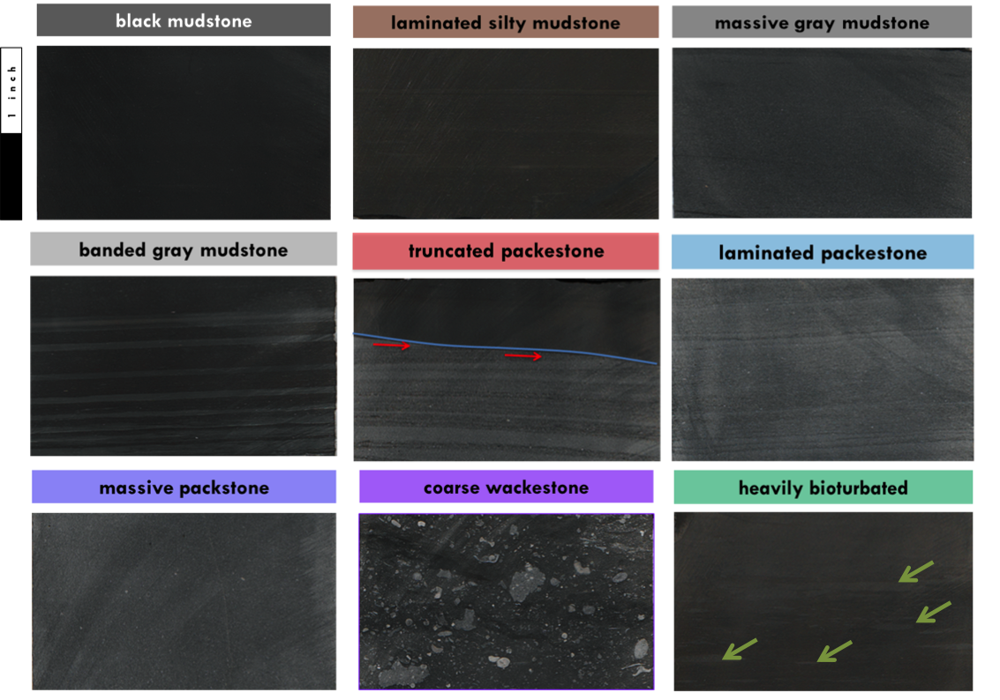 black mudstone
laminated silty mudstone
massive gray mudstone
1 inch
banded gray mudstone
truncated packestone
laminated packestone
massive packstone
coarse wackestone
heavily bioturbated